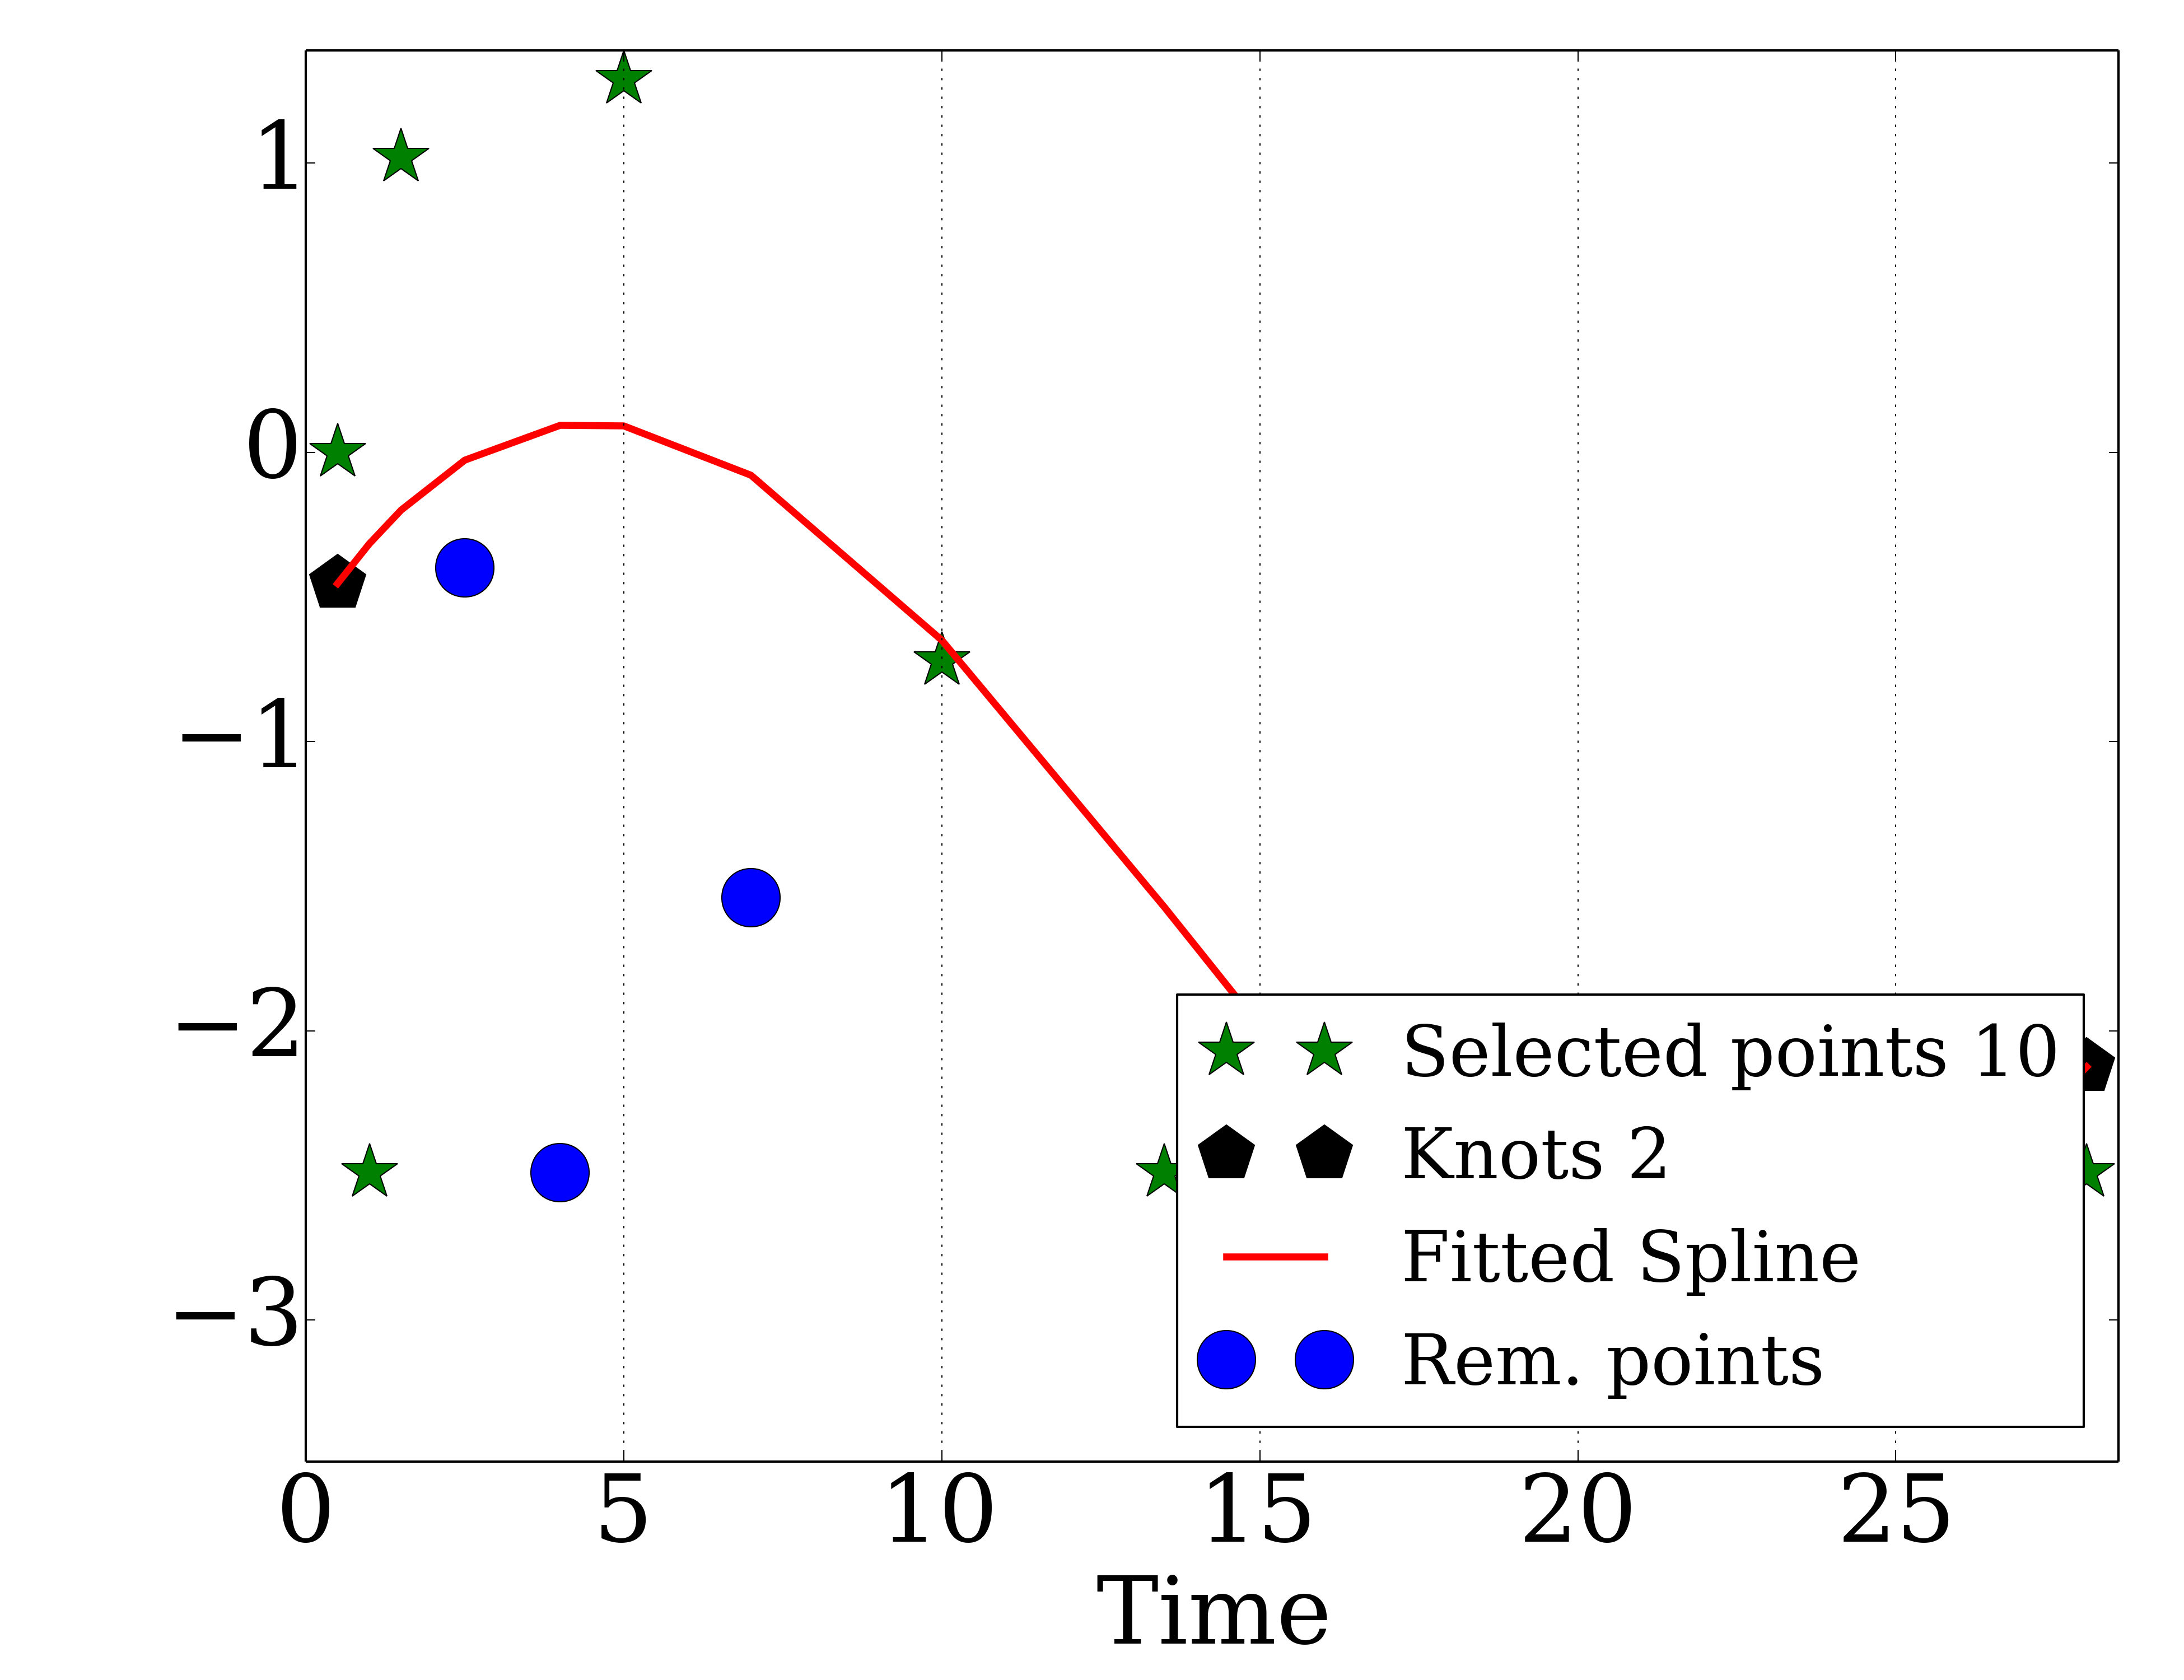 1
0
−1
−2
−3
Selected points 10
Knots 2
Fitted Spline
Rem. points
0 5 10 15 20 25
Time